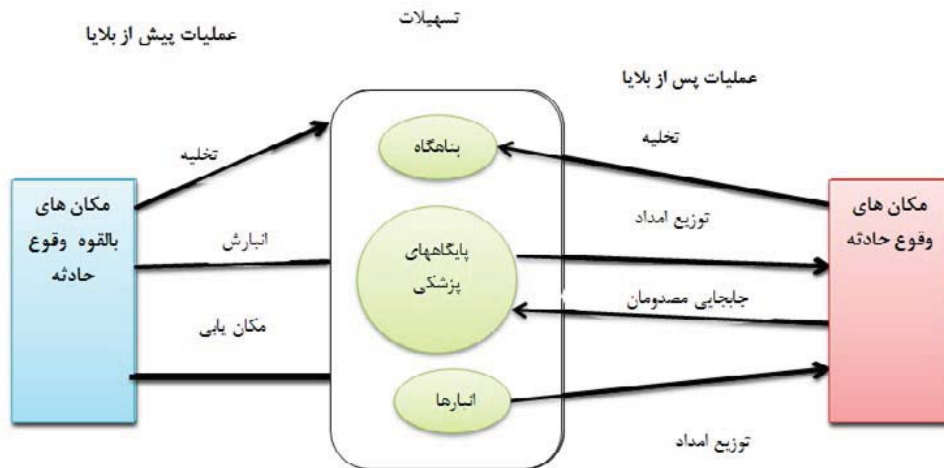 تسهیلات
عملیات پیش از بلایا
عملیات پس از بلایا
مکان های
وقوع حادثه
تخلیه
توزیع امداد
جابجایی مصدومان
توزیع امداد
بناهگاه
پایگاههای
پزشکی
انبارها
تخلیه
انبارش
مکان یابی
مکان های
بالقوه وقوع
حادثه